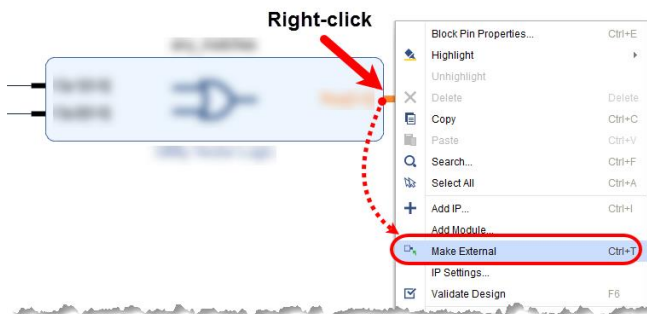 Right-click
Block Pin Properties... Ctrl+E
Highlight
Unhighlight
Delete Delete
Copy Ctrl+C
Paste Ctrl+V
Search... Ctrl+F
Select All Ctrl+A
Add IP... Ctrl+I
Add Module...
Make External Ctrl+T
IP Settings...
Validate Design F6